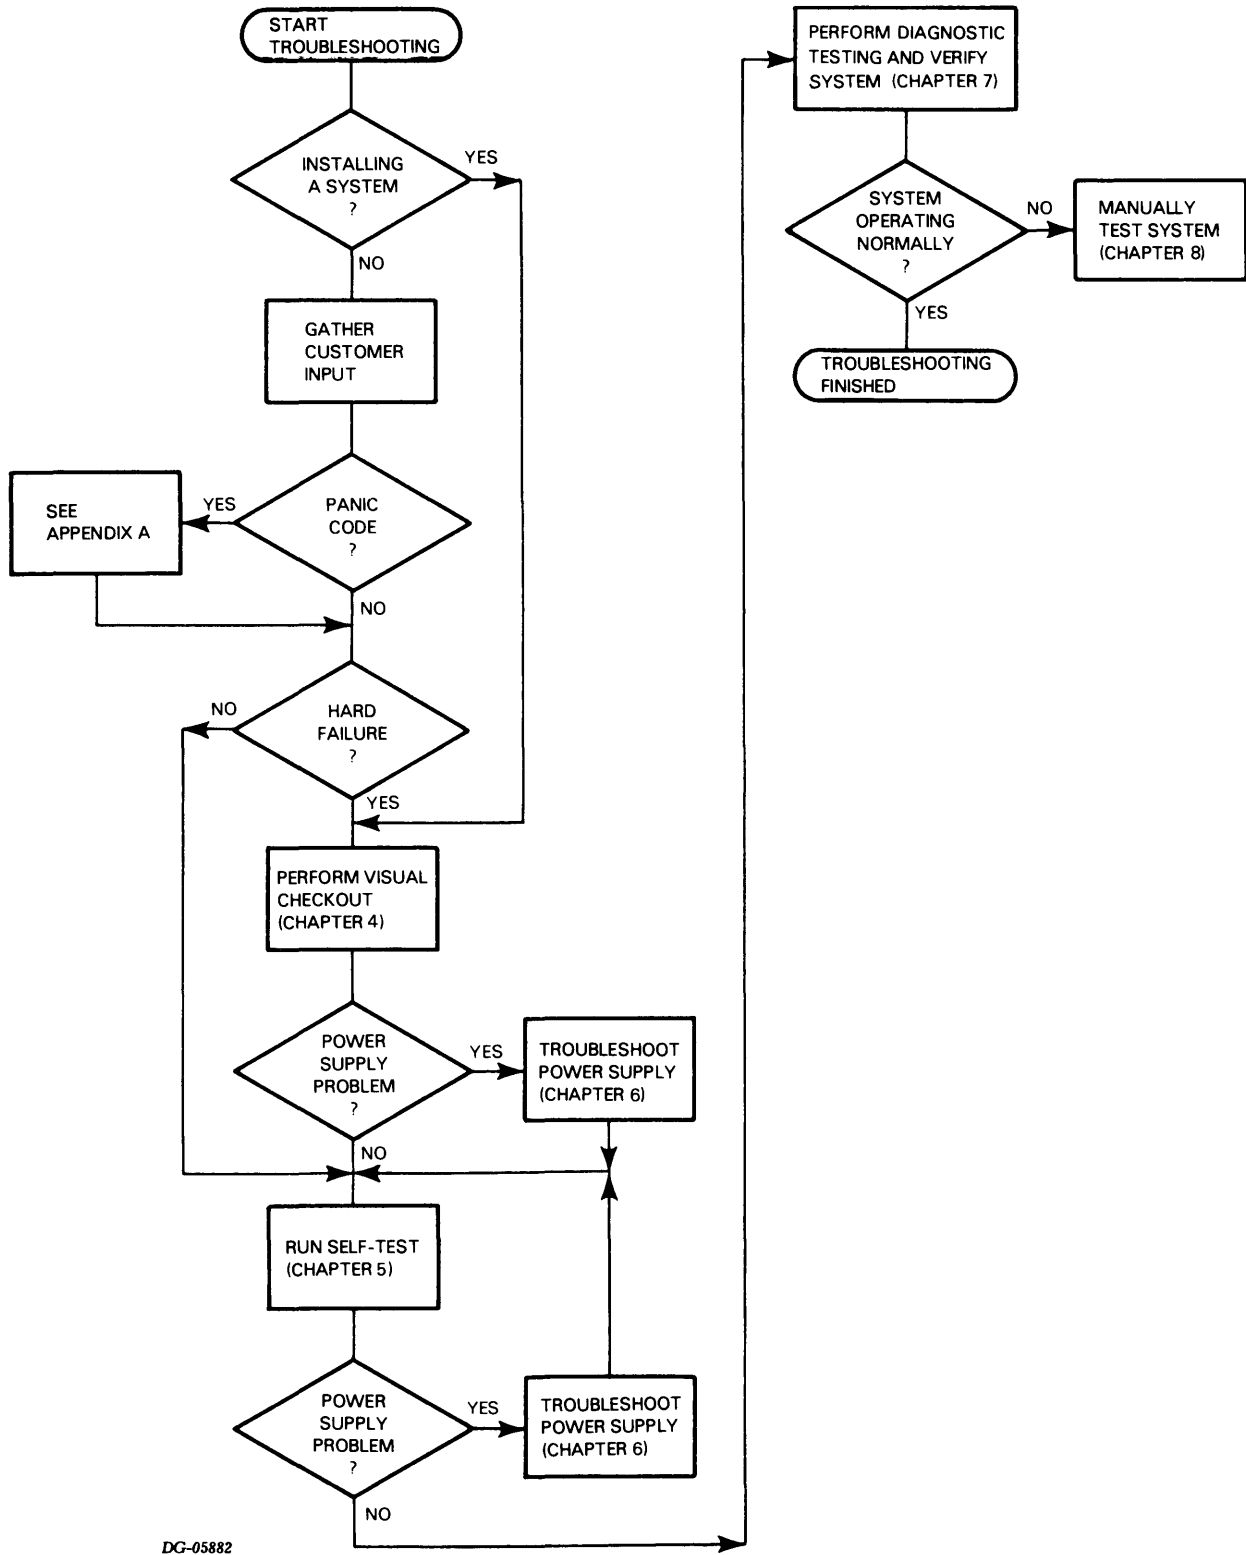 START
TROUBLESHOOTING
INSTALLING
A SYSTEM
?
YES
NO
GATHER
CUSTOMER
INPUT
PANIC
CODE
?
YES
SEE
APPENDIX A
NO
HARD
FAILURE
?
NO
YES
PERFORM VISUAL
CHECKOUT
(CHAPTER 4)
POWER
SUPPLY
PROBLEM
?
YES
TROUBLESHOOT
POWER SUPPLY
(CHAPTER 6)
NO
RUN SELF-TEST
(CHAPTER 5)
POWER
SUPPLY
PROBLEM
?
YES
TROUBLESHOOT
POWER SUPPLY
(CHAPTER 6)
NO
PERFORM DIAGNOSTIC
TESTING AND VERIFY
SYSTEM (CHAPTER 7)
SYSTEM
OPERATING
NORMALLY
?
NO
MANUALLY
TEST SYSTEM
(CHAPTER 8)
YES
TROUBLESHOOTING
FINISHED
DG-05882